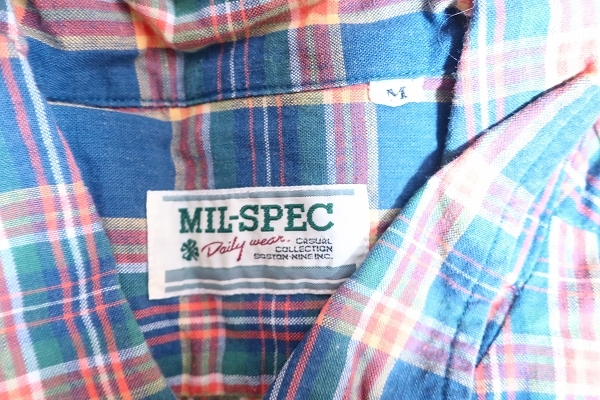 M
MIL-SPEC
Daily wear.
CASUAL
COLLECTION
BOSTON-NINE INC.